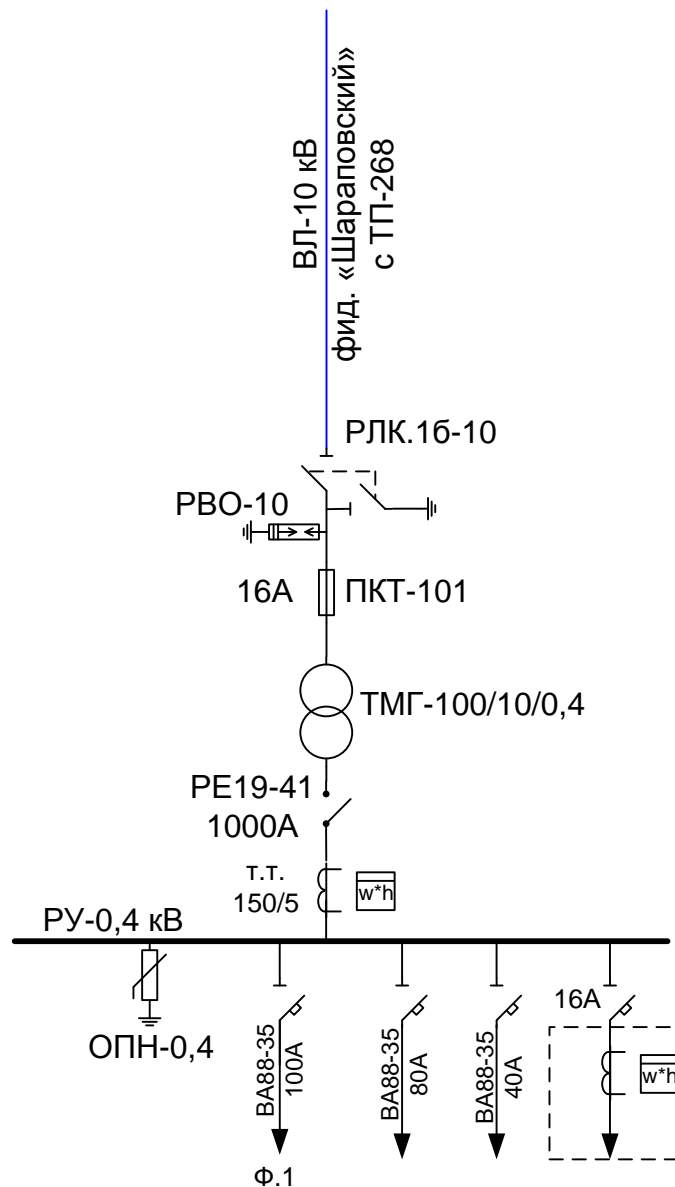 ВЛ-10 кВ
фид. «Шараповский»
с ТП-268
РЛК.1б-10
РВО-10
16А
ПКТ-101
ТМГ-100/10/0,4
РЕ19-41
1000А
т.т.
150/5
w*h
РУ-0,4 кВ
ОПН-0,4
ВА88-35
100А
ВА88-35
80А
ВА88-35
40А
16А
w*h
Ф.1